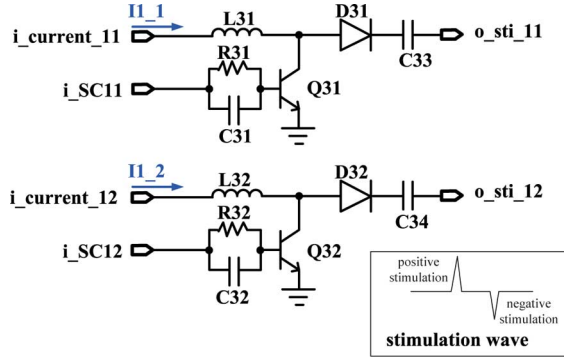 I1_1
L31
D31
i_current_11
o_sti_11
R31
C33
i_SC11
Q31
C31
I1_2
L32
D32
i_current_12
o_sti_12
R32
C34
i_SC12
Q32
C32
positive
stimulation
negative
stimulation
stimulation wave